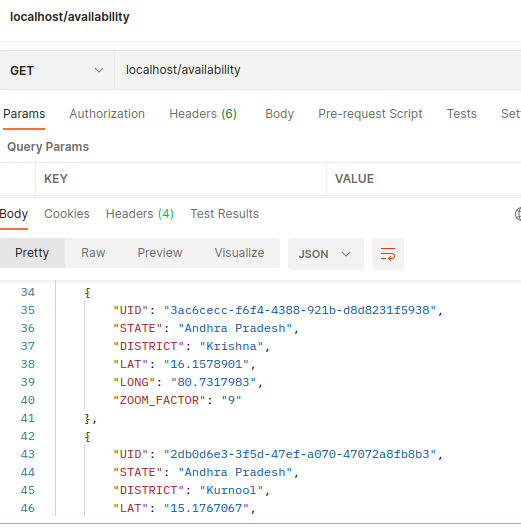 localhost/availability
GET localhost/availability
Params Authorization Headers (6) Body Pre-request Script Tests Set
Query Params
KEY VALUE
Body Cookies Headers (4) Test Results
Pretty Raw Preview Visualize JSON
34 {
35 "UID": "3ac6cecc-f6f4-4388-921b-d8d8231f5938",
36 "STATE": "Andhra Pradesh",
37 "DISTRICT": "Krishna",
38 "LAT": "16.1578901",
39 "LONG": "80.7317983",
40 "ZOOM_FACTOR": "9"
41 },
42 {
43 "UID": "2db0d6e3-3f5d-47ef-a070-47072a8fb8b3",
44 "STATE": "Andhra Pradesh",
45 "DISTRICT": "Kurnool",
46 "LAT": "15.1767067",